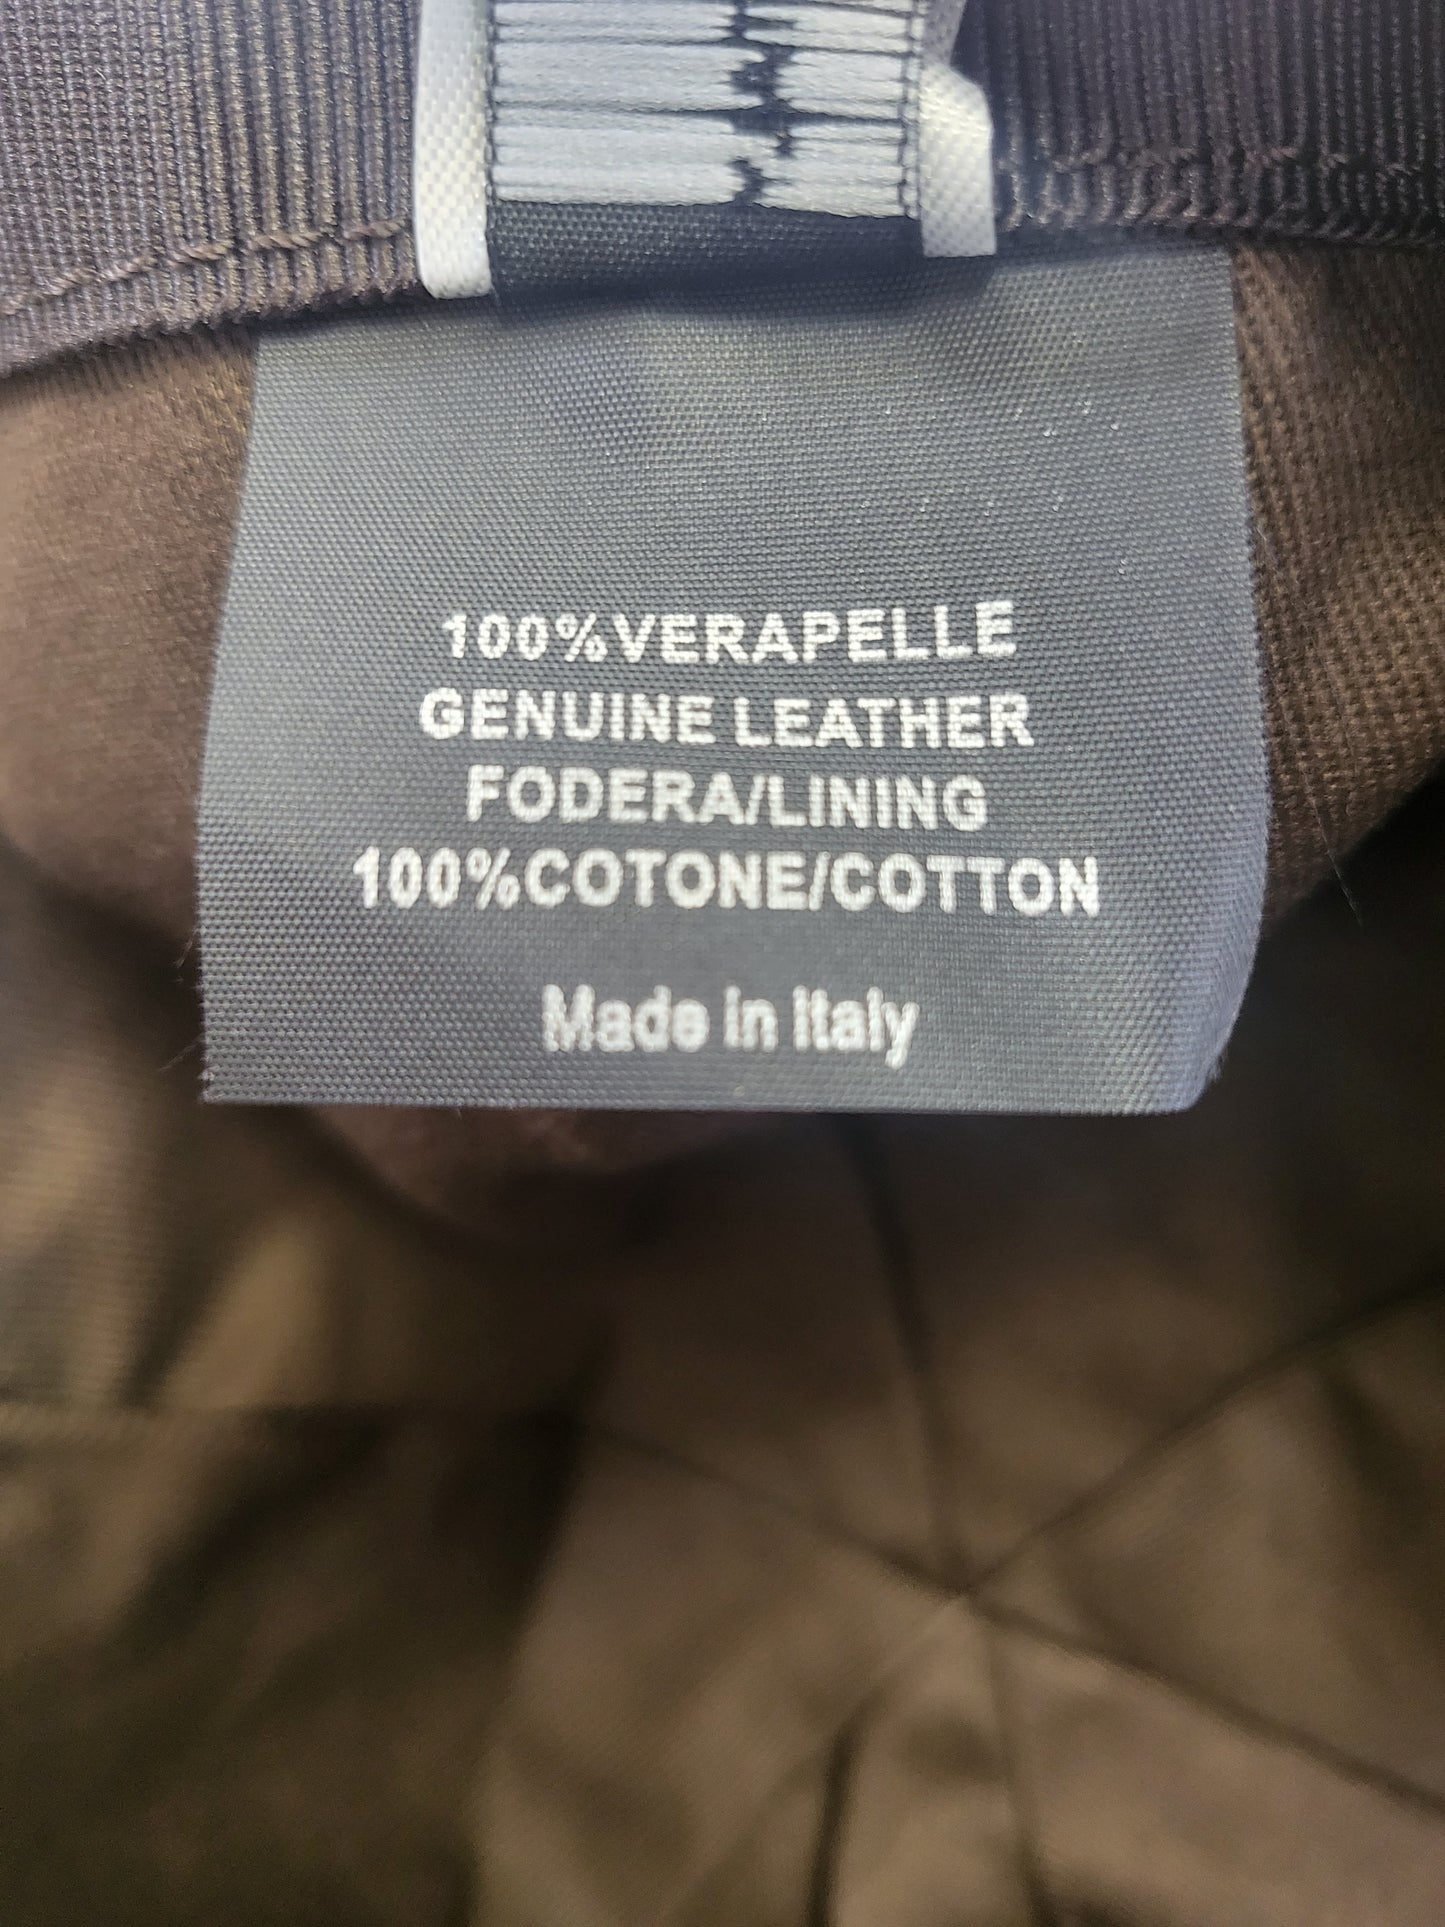 100%VERAPELLE
GENUINE LEATHER
FODERA/LINING
100%COTONE/COTTON
Made in Italy